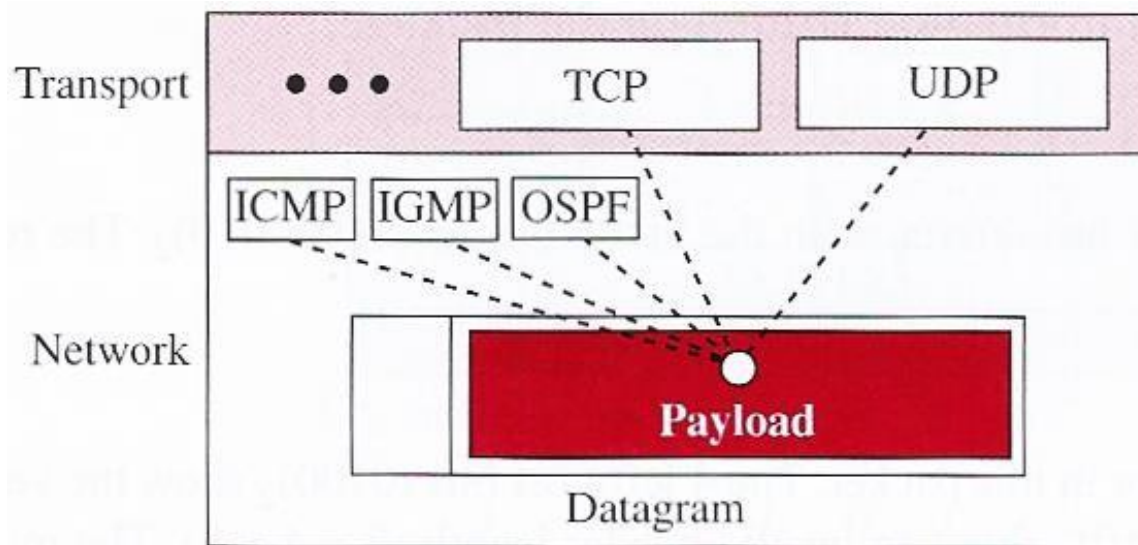 Transport
• • •
TCP
UDP
ICMP
IGMP
OSPF
Network
Payload
Datagram